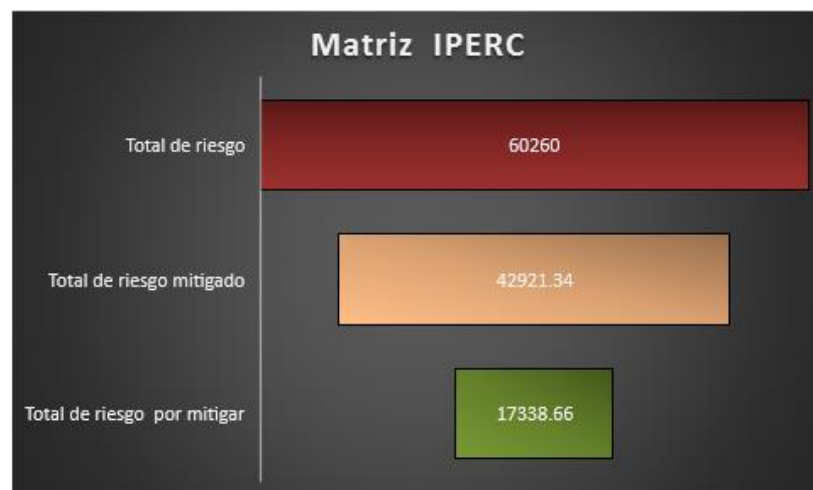 Matriz IPERC
Total de riesgo
60260
Total de riesgo mitigado
42921.34
Total de riesgo por mitigar
17338.66